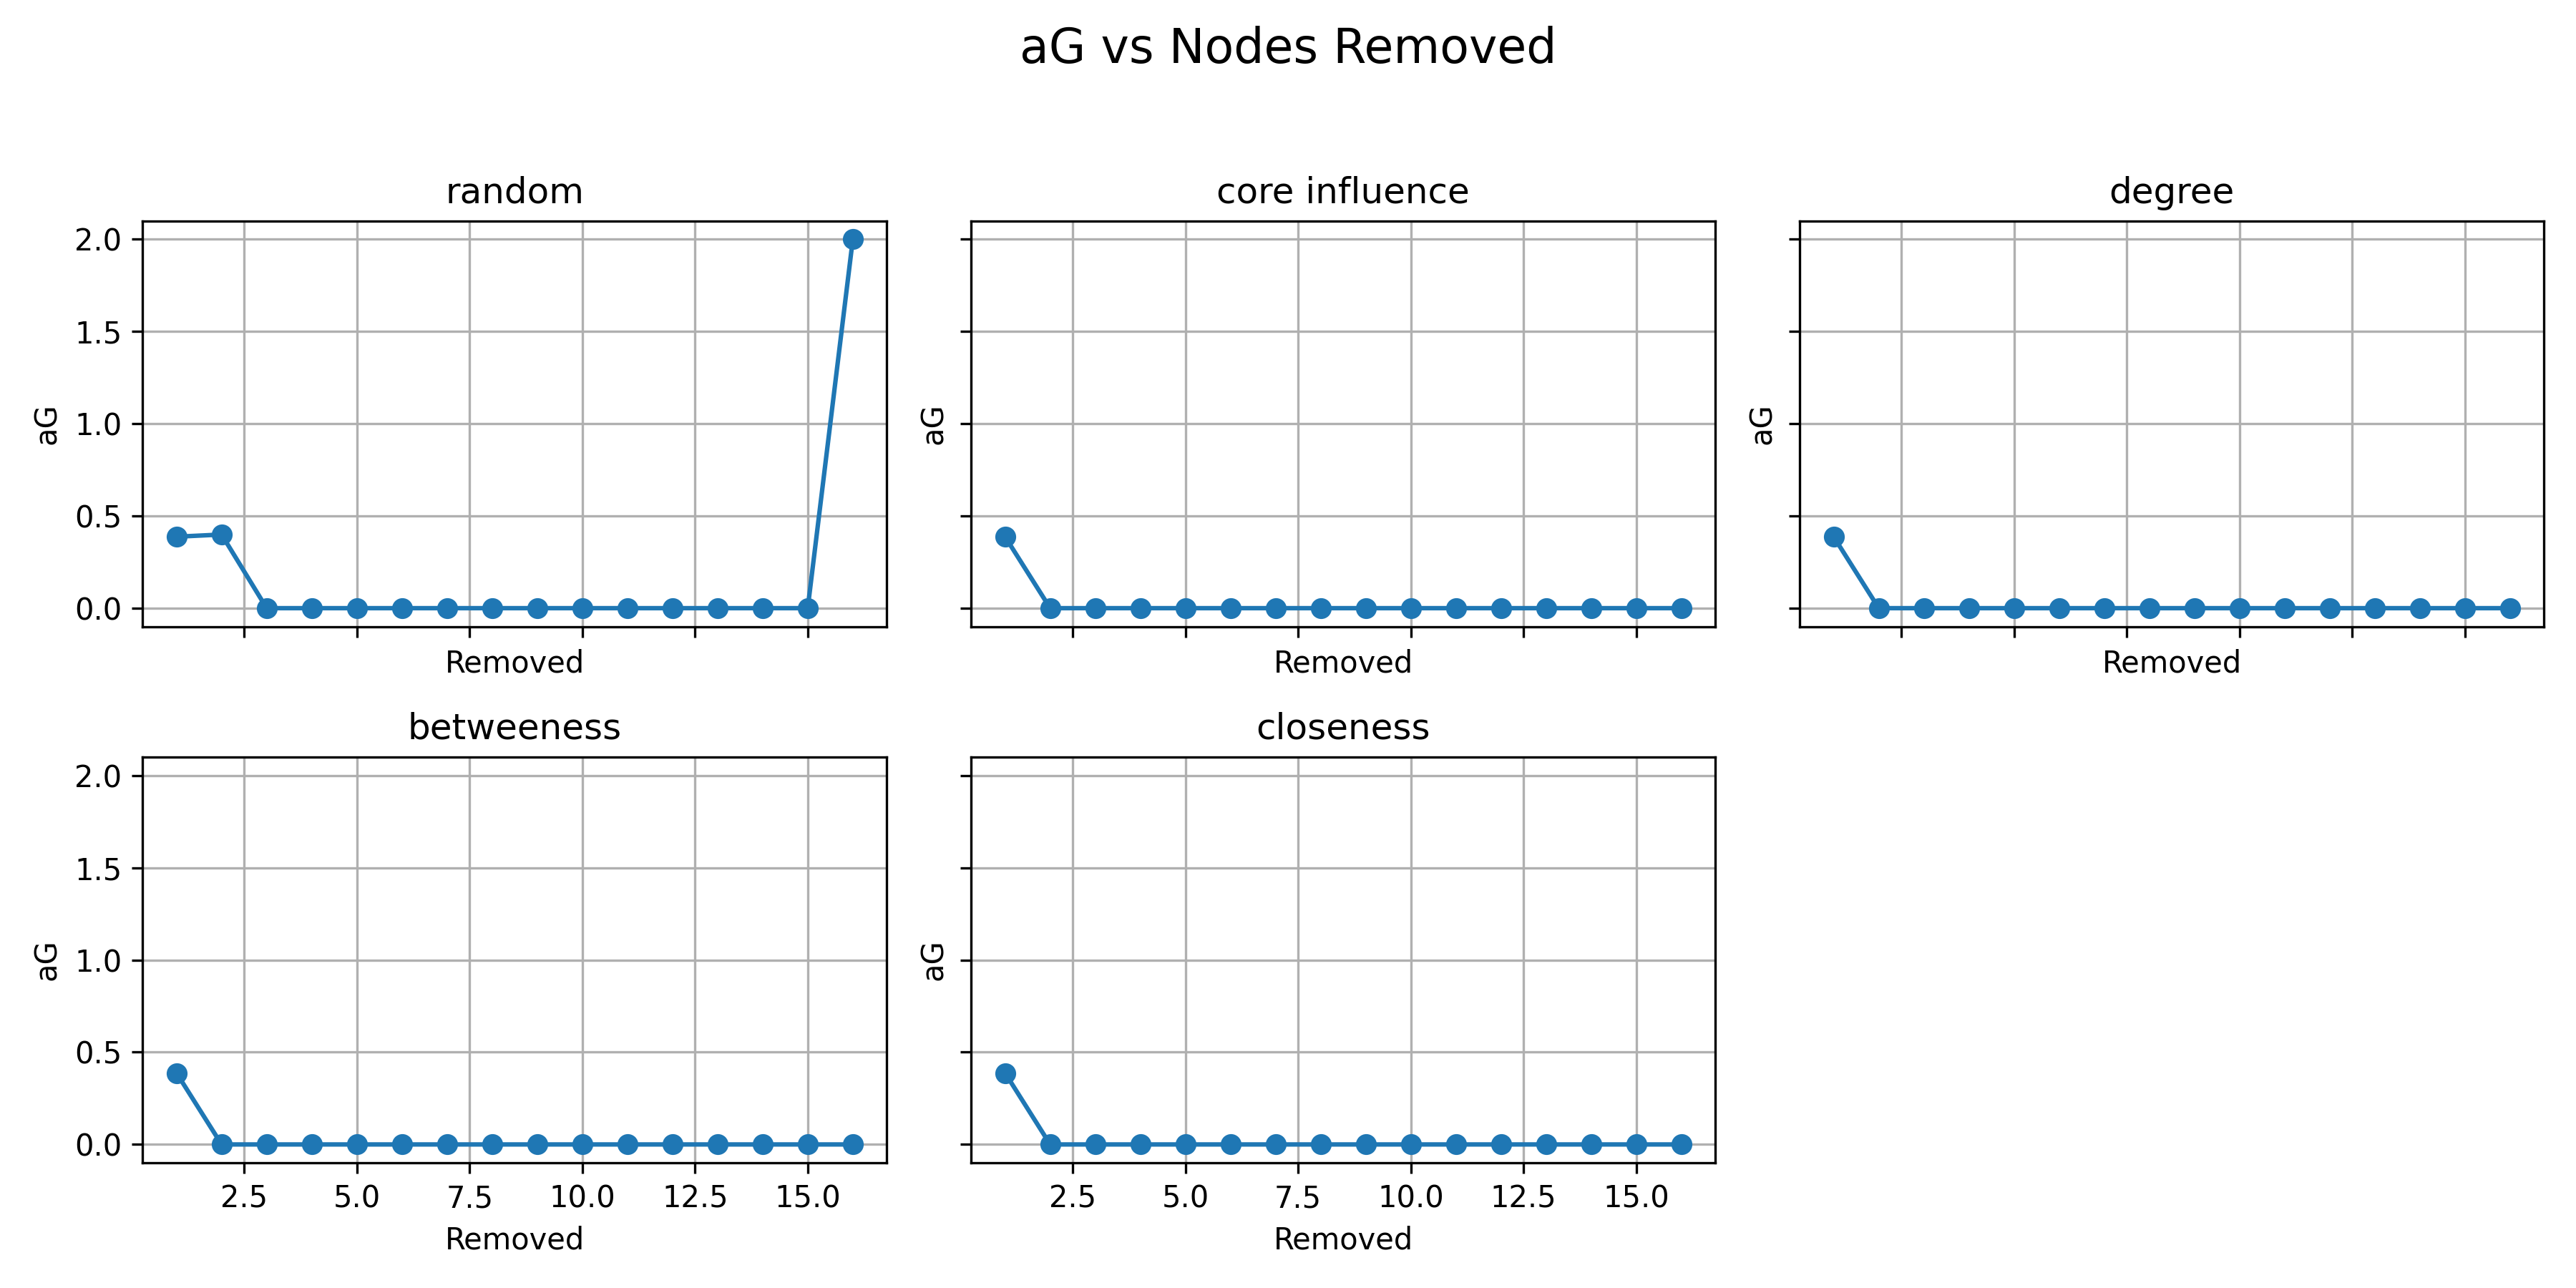 aG vs Nodes Removed
random
core influence
degree
2.0
1.5
1.0
0.5
0.0
aG
aG
aG
Removed
Removed
Removed
betweeness
closeness
2.0
1.5
1.0
0.5
0.0
aG
aG
2.5 5.0 7.5 10.0 12.5 15.0
2.5 5.0 7.5 10.0 12.5 15.0
Removed
Removed